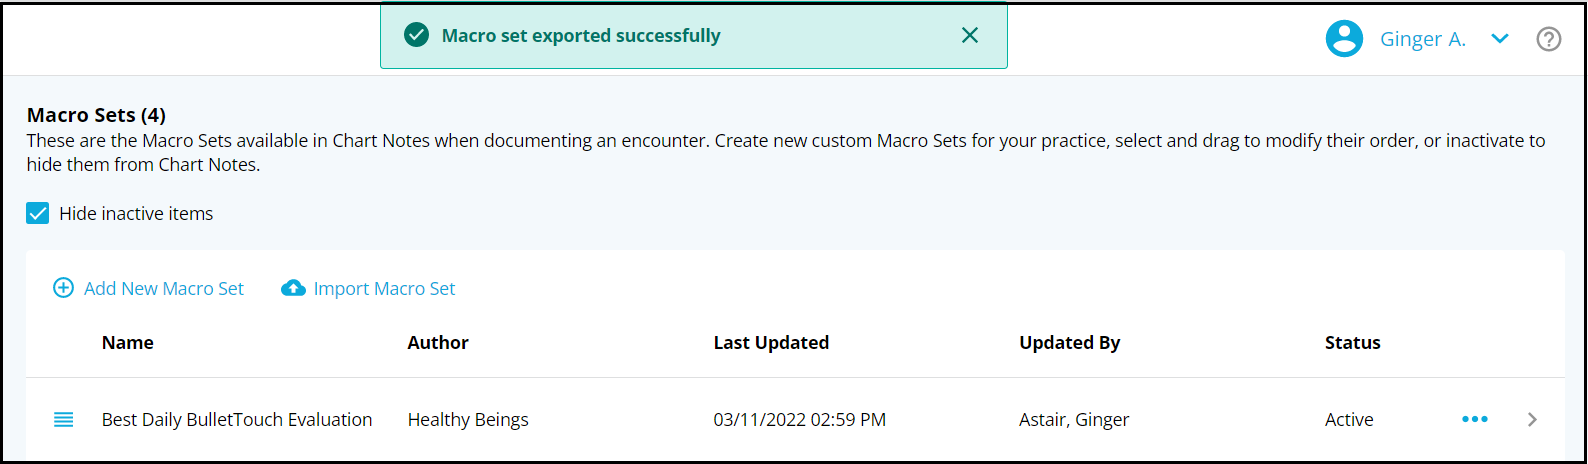 Macro set exported successfully
Ginger A.
Macro Sets (4)
These are the Macro Sets available in Chart Notes when documenting an encounter. Create new custom Macro Sets for your practice, select and drag to modify their order, or inactivate to
hide them from Chart Notes.
Hide inactive items
Add New Macro Set Import Macro Set
Name Author Last Updated Updated By Status
Best Daily BulletTouch Evaluation Healthy Beings 03/11/2022 02:59 PM Astair, Ginger Active